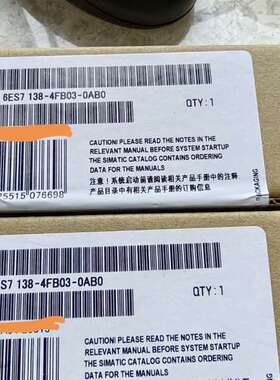 6ES7 138-4FB03-0AB0
QTY:1
CAUTION! PLEASE READ THE NOTES IN THE
RELEVANT MANUAL BEFORE SYSTEM STARTUP
THE SIMATIC CATALOG CONTAINS ORDERING
DATA FOR THE MANUALS
25515 076698
注意！系统启动前请阅读相关产品手册中的注释
产品目录中有相关产品手册的订购信息
PACKAGING
ES7 138-4FB03-0AB0
QTY:1
CAUTION! PLEASE READ THE NOTES IN THE
RELEVANT MANUAL BEFORE SYSTEM STARTUP
THE SIMATIC CATALOG CONTAINS ORDERING
DATA FOR THE MANUALS